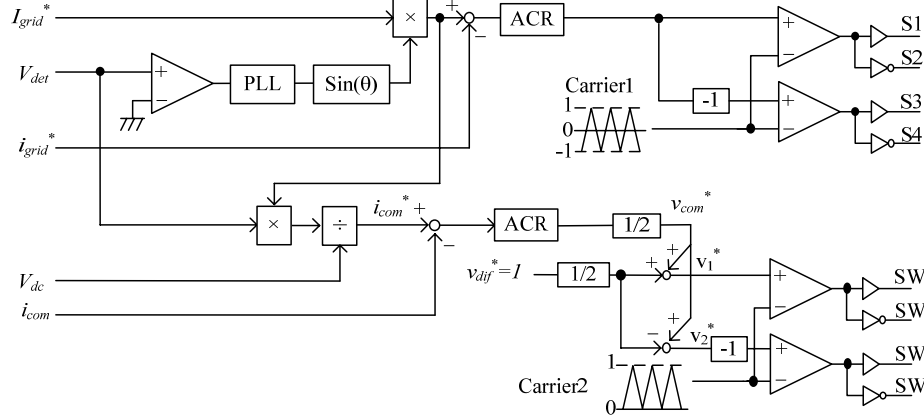 I_grid*
×
+
−
ACR
+
−
S1
S2
V_det
+
−
PLL
Sin(θ)
Carrier1
1
0
-1
-1
+
−
S3
S4
i_grid*
×
÷
i_com*
+
−
ACR
1/2
v_com*
V_dc
v_dif*=1
1/2
+
+
v_1*
+
−
SW
SW
i_com
+
−
v_2*
-1
+
−
SW
SW
Carrier2
1
0